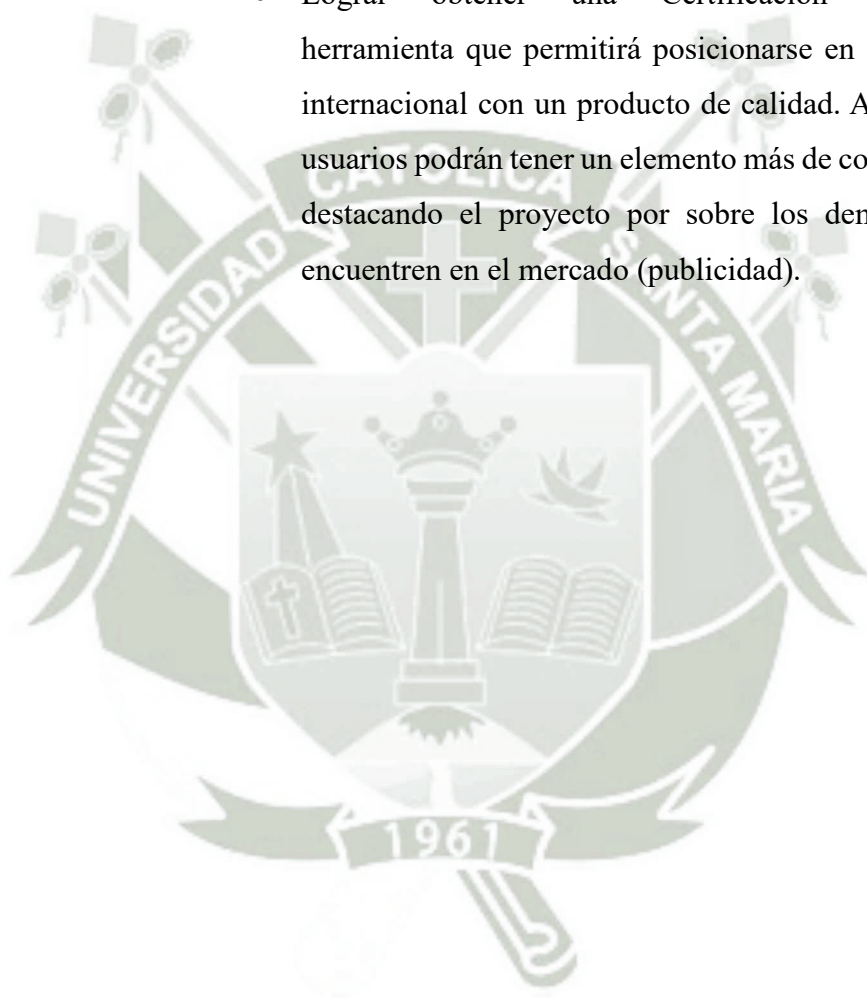 Lograr obtener una Certificación
herramienta que permitirá posicionarse en
internacional con un producto de calidad. A
usuarios podrán tener un elemento más de co
destacando el proyecto por sobre los den
encuentren en el mercado (publicidad).
UNIVERSIDAD CATOLICA SANTA MARIA
1961